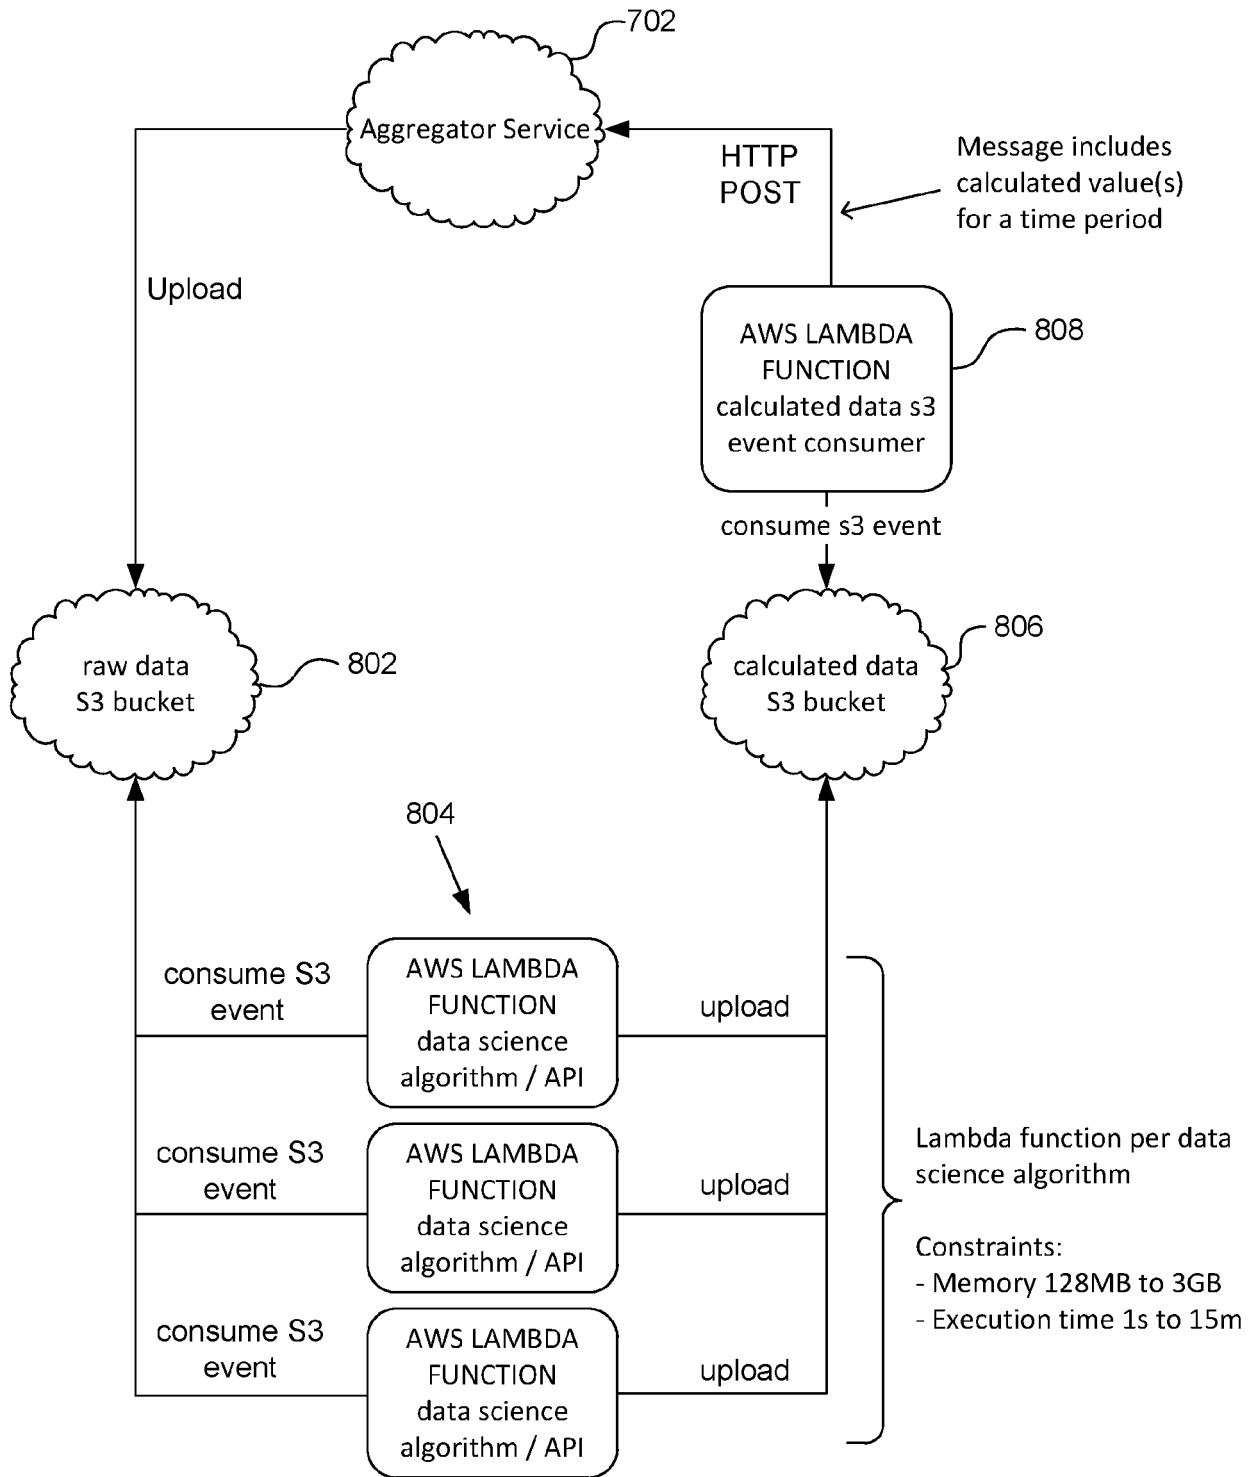 702
Aggregator Service
HTTP
POST
Message includes
calculated value(s)
for a time period
Upload
AWS LAMBDA
FUNCTION
calculated data s3
event consumer
808
consume s3 event
raw data
S3 bucket
802
calculated data
S3 bucket
806
804
consume S3
event
AWS LAMBDA
FUNCTION
data science
algorithm / API
upload
consume S3
event
AWS LAMBDA
FUNCTION
data science
algorithm / API
upload
consume S3
event
AWS LAMBDA
FUNCTION
data science
algorithm / API
upload
Lambda function per data
science algorithm
Constraints:
- Memory 128MB to 3GB
- Execution time 1s to 15m